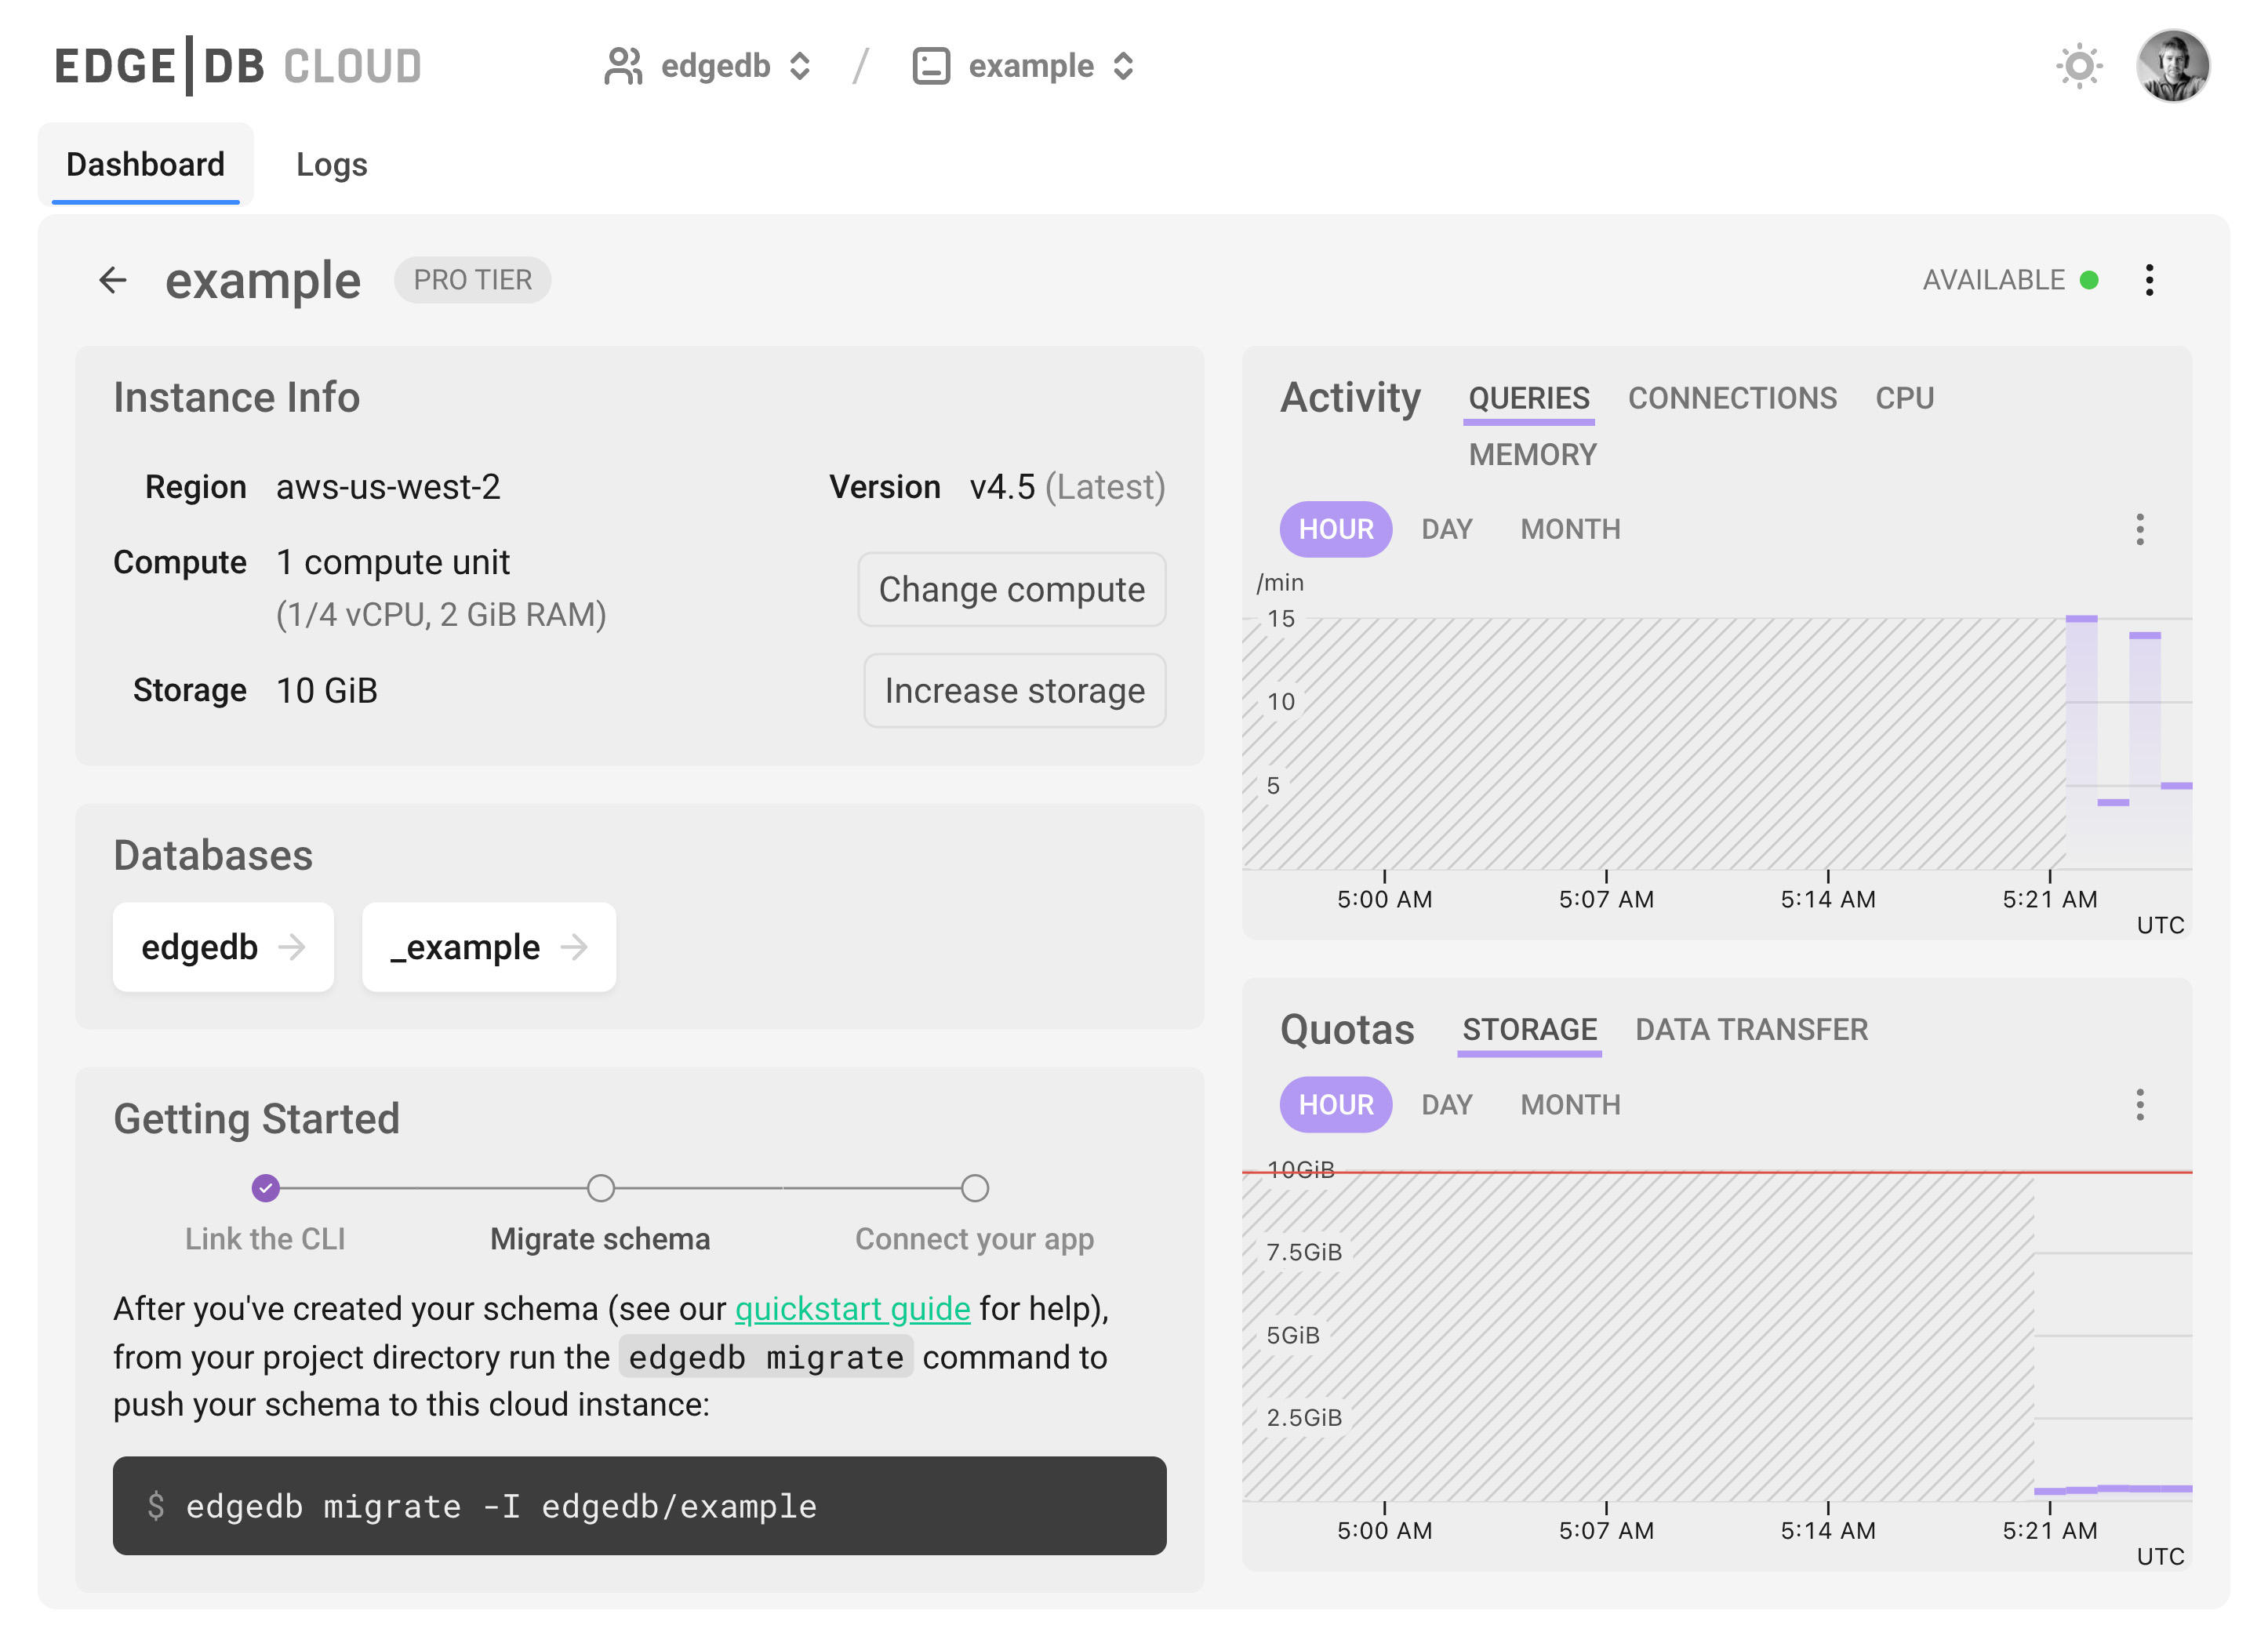 EDGE|DB CLOUD
edgedb / example
Dashboard
Logs
example
PRO TIER
AVAILABLE
Instance Info
Region aws-us-west-2
Version v4.5 (Latest)
Compute 1 compute unit
(1/4 vCPU, 2 GiB RAM)
Change compute
Storage 10 GiB
Increase storage
Databases
edgedb
_example
Getting Started
Link the CLI
Migrate schema
Connect your app
After you've created your schema (see our quickstart guide for help),
from your project directory run the edgedb migrate command to
push your schema to this cloud instance:
$ edgedb migrate -I edgedb/example
Activity
QUERIES
CONNECTIONS
CPU
MEMORY
HOUR
DAY
MONTH
/min
15
10
5
5:00 AM
5:07 AM
5:14 AM
5:21 AM
UTC
Quotas
STORAGE
DATA TRANSFER
HOUR
DAY
MONTH
10GiB
7.5GiB
5GiB
2.5GiB
5:00 AM
5:07 AM
5:14 AM
5:21 AM
UTC